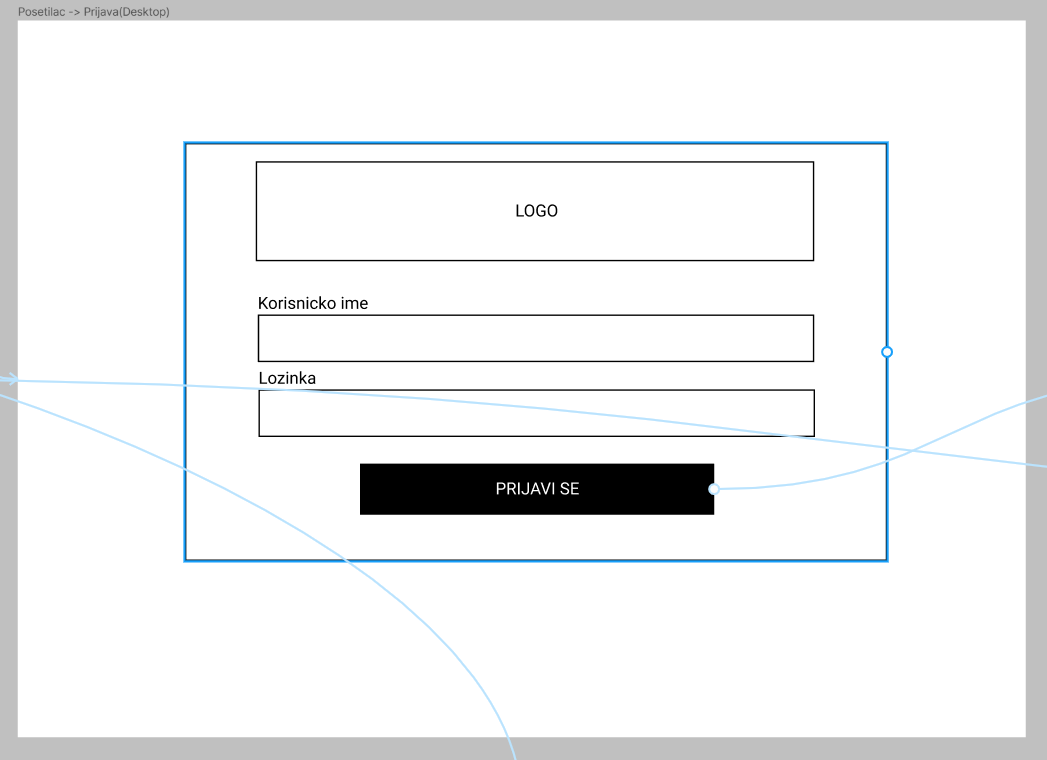 Posetilac -> Prijava(Desktop)
LOGO
Korisnicko ime
Lozinka
PRIJAVI SE